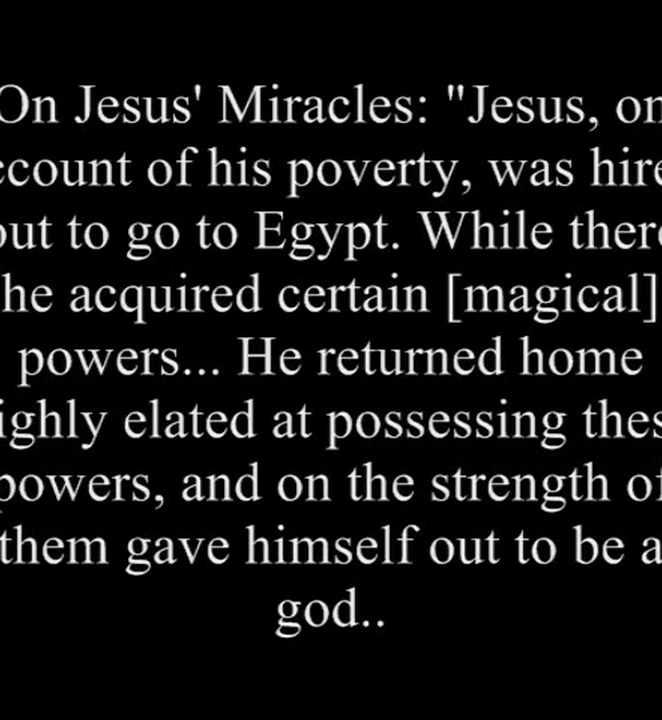 On Jesus' Miracles: "Jesus, on
ccount of his poverty, was hire
out to go to Egypt. While there
he acquired certain [magical]
powers... He returned home
ighly elated at possessing thes
powers, and on the strength of
them gave himself out to be a
god..